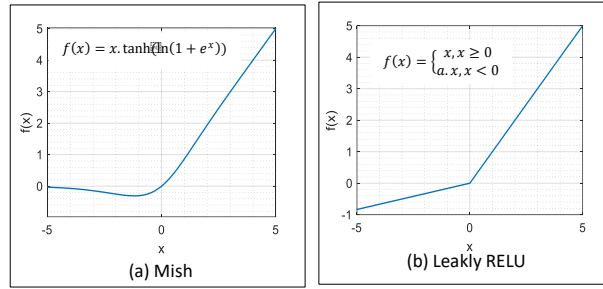 f(x) = x.tanh(ln(1 + e^x))
5
4
3
2
1
0
f(x)
-5
0
5
x
(a) Mish
f(x) = { x, x ≥ 0
a.x, x < 0
5
4
3
2
1
0
-1
f(x)
-5
0
5
x
(b) Leakly RELU